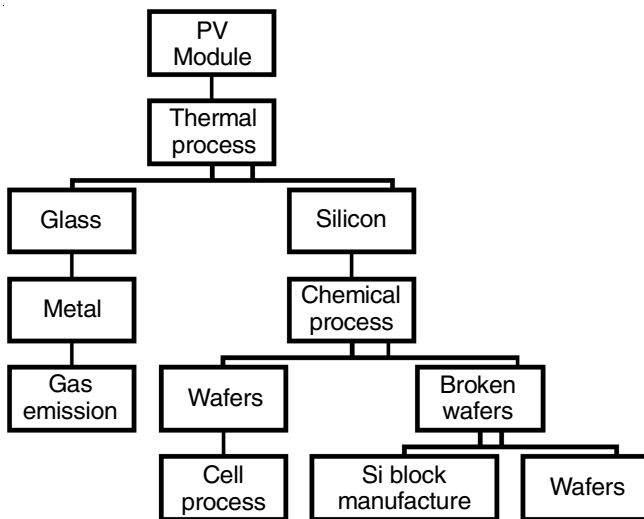 PV
Module
Thermal
process
Glass
Silicon
Metal
Chemical
process
Gas
emission
Wafers
Broken
wafers
Cell
process
Si block
manufacture
Wafers